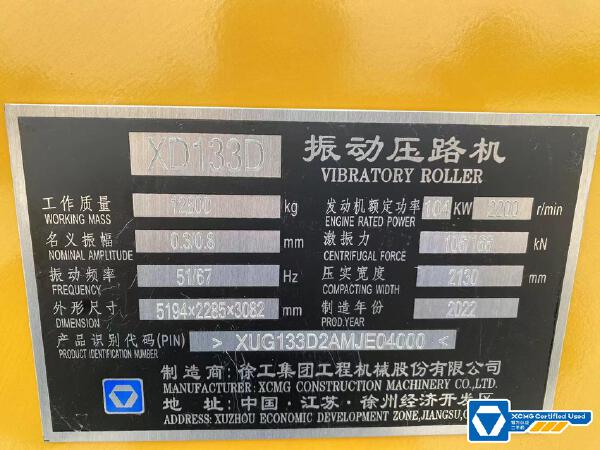 XD133D 振动压路机
VIBRATORY ROLLER
工作质量 12800 kg 发动机额定功率 104 KW 2200 r/min
WORKING MASS ENGINE RATED POWER
名义振幅 0.3/0.8 mm 激振力 kN
NOMINAL AMPLITUDE CENTRIFUGAL FORCE
振动频率 51/67 Hz 压实宽度 2130 mm
FREQUENCY COMPACTING WIDTH
外形尺寸 5194×2285×3082 mm 制造年份 2022
DIMENSION PROD.YEAR
产品识别代码(PIN) > XUG133D2AMJE04000 <
PRODUCT IDENTIFICATION NUMBER
制造商:徐工集团工程机械股份有限公司
MANUFACTURER: XCMG CONSTRUCTION MACHINERY CO.,LTD.
地 址:中国·江苏·徐州经济开发区
ADDRESS: XUZHOU ECONOMIC DEVELOPMENT ZONE,JIANGSU,
XCMG Certified Used